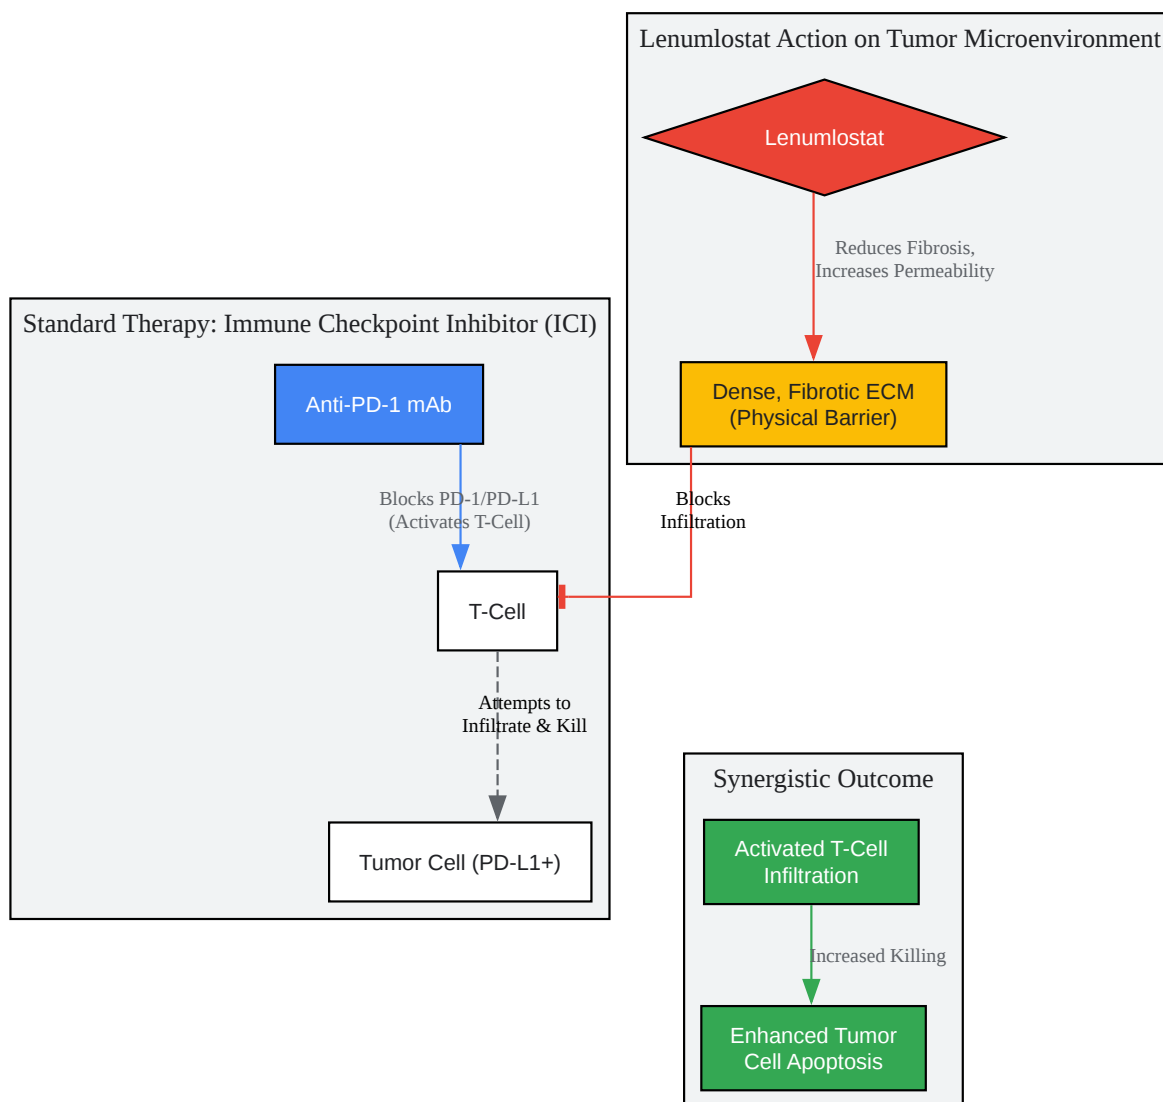 Lenumlostat Action on Tumor Microenvironment
Lenumlostat
Reduces Fibrosis,
Increases Permeability
Dense, Fibrotic ECM
(Physical Barrier)
Blocks
Infiltration
Standard Therapy: Immune Checkpoint Inhibitor (ICI)
Anti-PD-1 mAb
Blocks PD-1/PD-L1
(Activates T-Cell)
T-Cell
Attempts to
Infiltrate & Kill
Tumor Cell (PD-L1+)
Synergistic Outcome
Activated T-Cell
Infiltration
Increased Killing
Enhanced Tumor
Cell Apoptosis